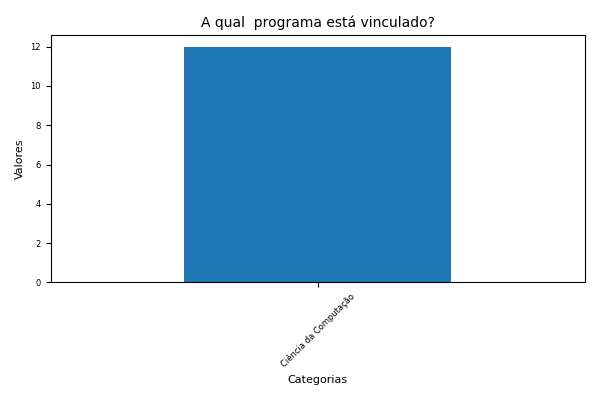 A qual  programa está vinculado?
12
10
8
6
4
2
0
Valores
Ciência da Computação
Categorias